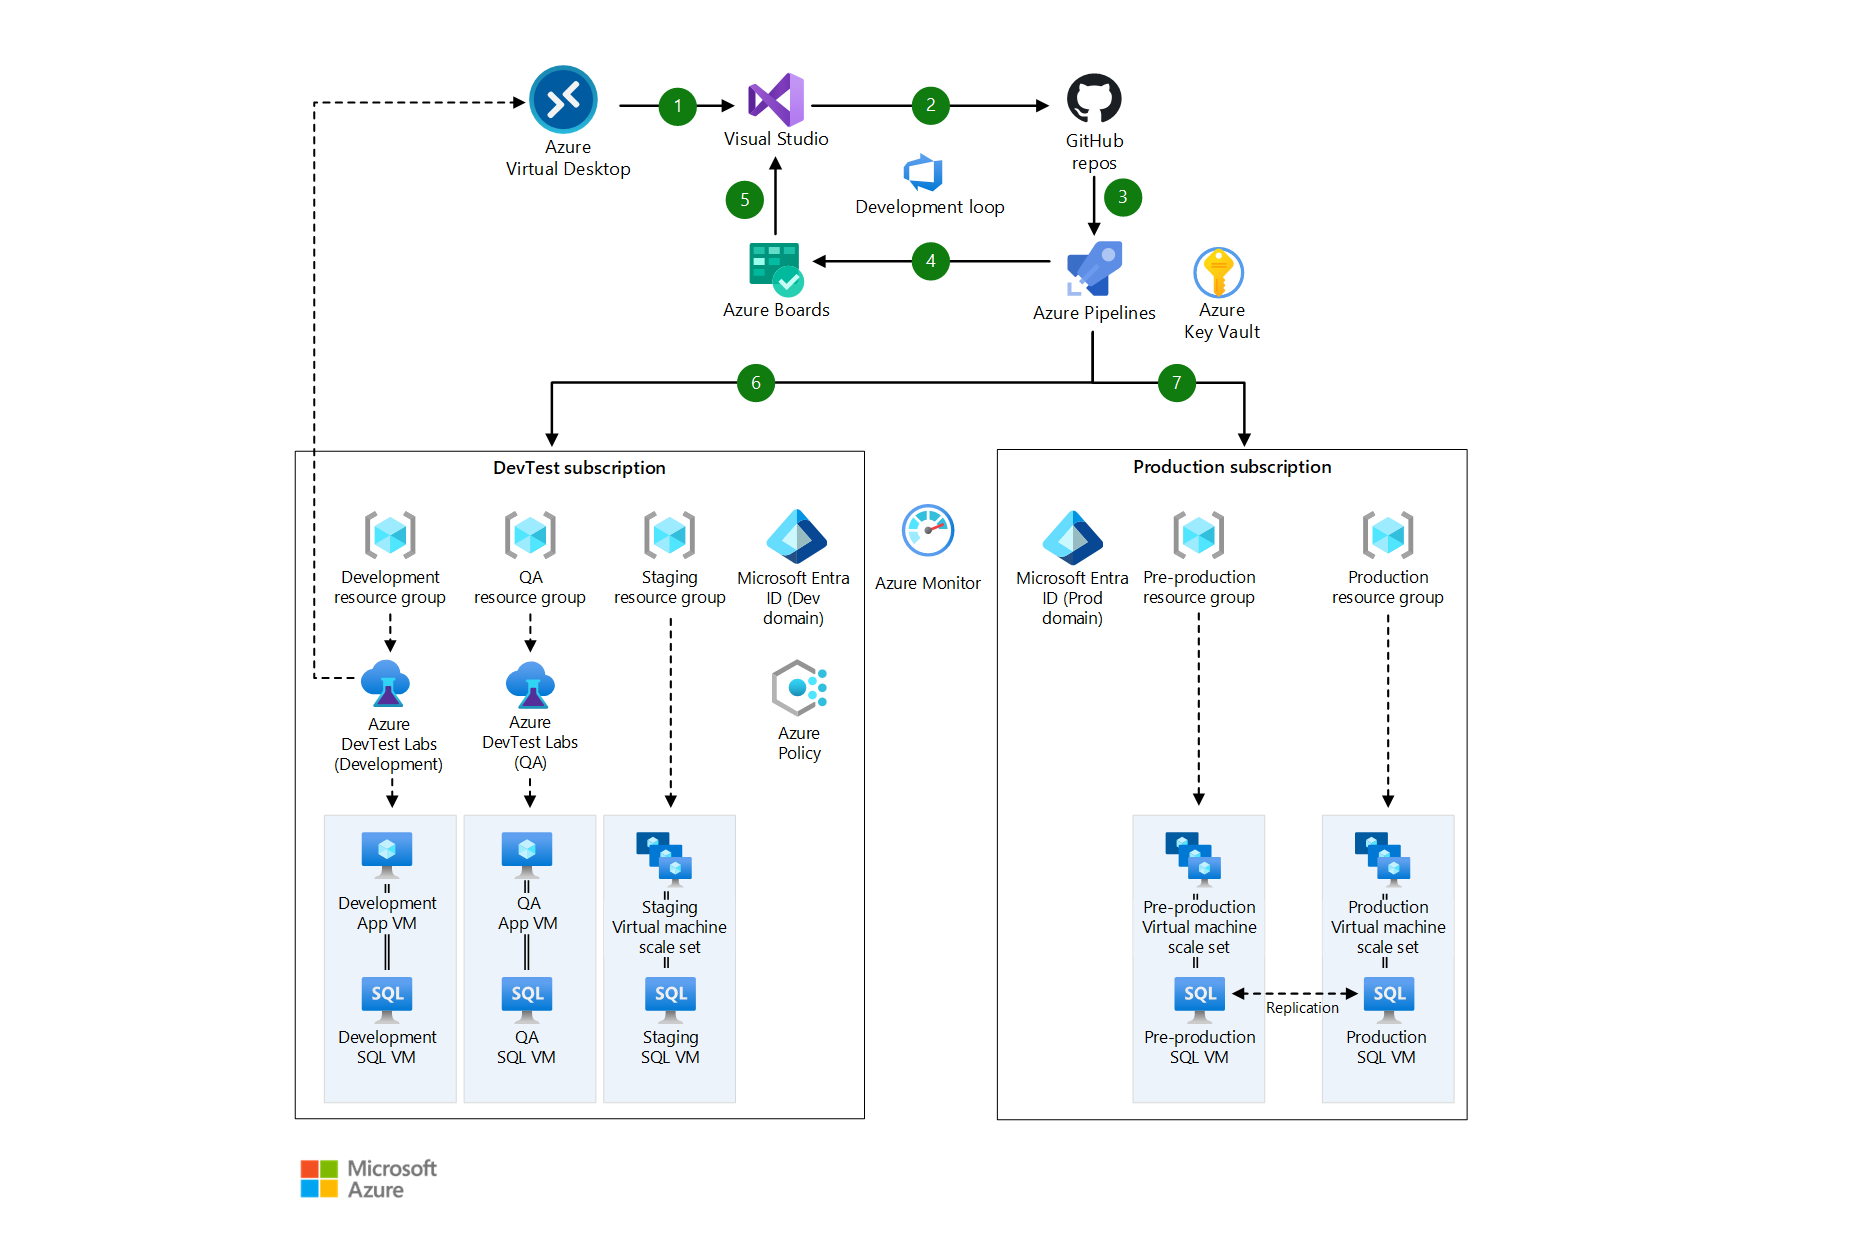 1
2
Azure
Virtual Desktop
Visual Studio
GitHub
repos
5
Development loop
3
4
Azure Boards
Azure Pipelines
Azure
Key Vault
6
7
DevTest subscription
Production subscription
Development
resource group
QA
resource group
Staging
resource group
Microsoft Entra
ID (Dev
domain)
Azure Monitor
Microsoft Entra
ID (Prod
domain)
Pre-production
resource group
Production
resource group
Azure
DevTest Labs
(Development)
Azure
DevTest Labs
(QA)
Azure
Policy
Development
App VM
QA
App VM
Staging
Virtual machine
scale set
Pre-production
Virtual machine
scale set
Production
Virtual machine
scale set
SQL
SQL
SQL
SQL
SQL
Replication
Development
SQL VM
QA
SQL VM
Staging
SQL VM
Pre-production
SQL VM
Production
SQL VM
Microsoft
Azure